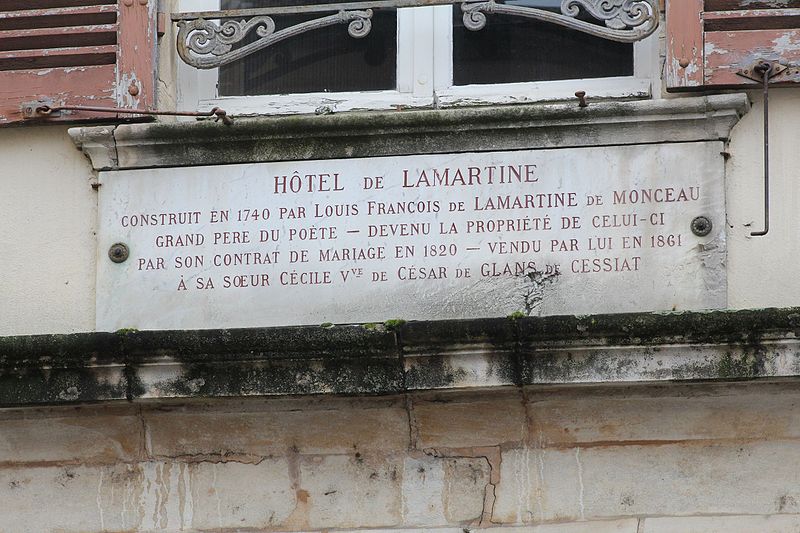 HÔTEL DE LAMARTINE
CONSTRUIT EN 1740 PAR LOUIS FRANÇOIS DE LAMARTINE DE MONCEAU
GRAND PERE DU POÈTE — DEVENU LA PROPRIÉTÉ DE CELUI-CI
PAR SON CONTRAT DE MARIAGE EN 1820 — VENDU PAR LUI EN 1861
À SA SŒUR CÉCILE Vve DE CÉSAR DE GLANS DE CESSIAT